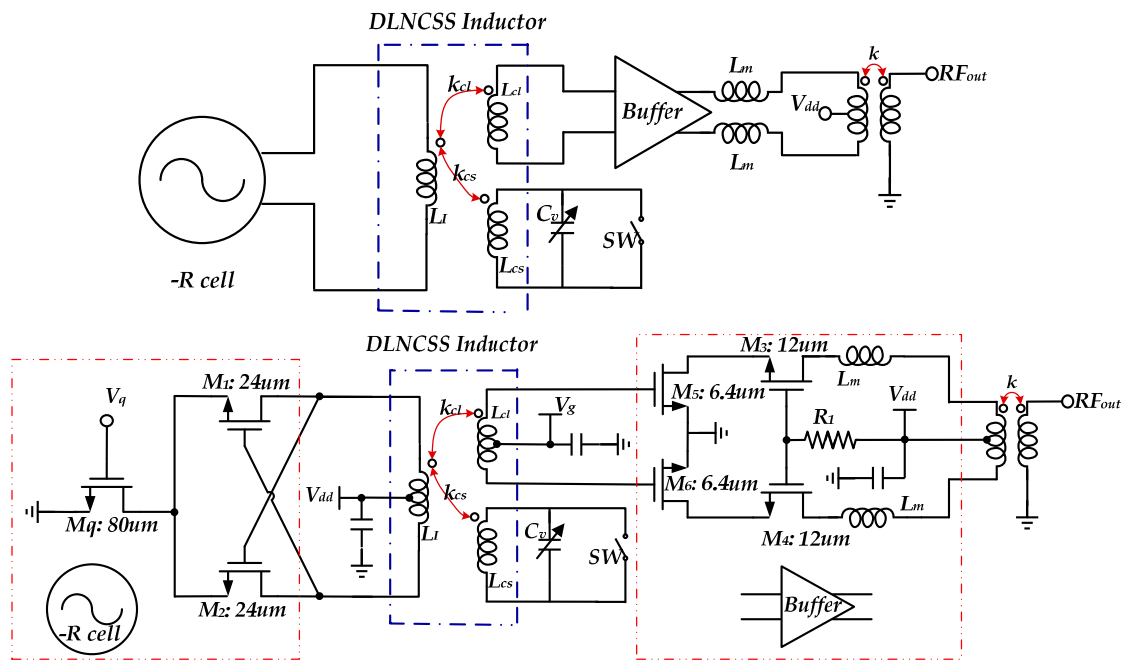 DLNCSS Inductor
k
Lm
RFout
kcl
Lcl
Buffer
Vdd
kcs
Lm
LI
Cv
SW
Lcs
-R cell
DLNCSS Inductor
M3: 12um
Lm
Vq
M1: 24um
M5: 6.4um
Vdd
k
kcl
Lcl
Vg
RFout
R1
Vdd
kcs
M6: 6.4um
Mq: 80um
LI
Cv
SW
Lm
M4: 12um
Lcs
M2: 24um
-R cell
Buffer